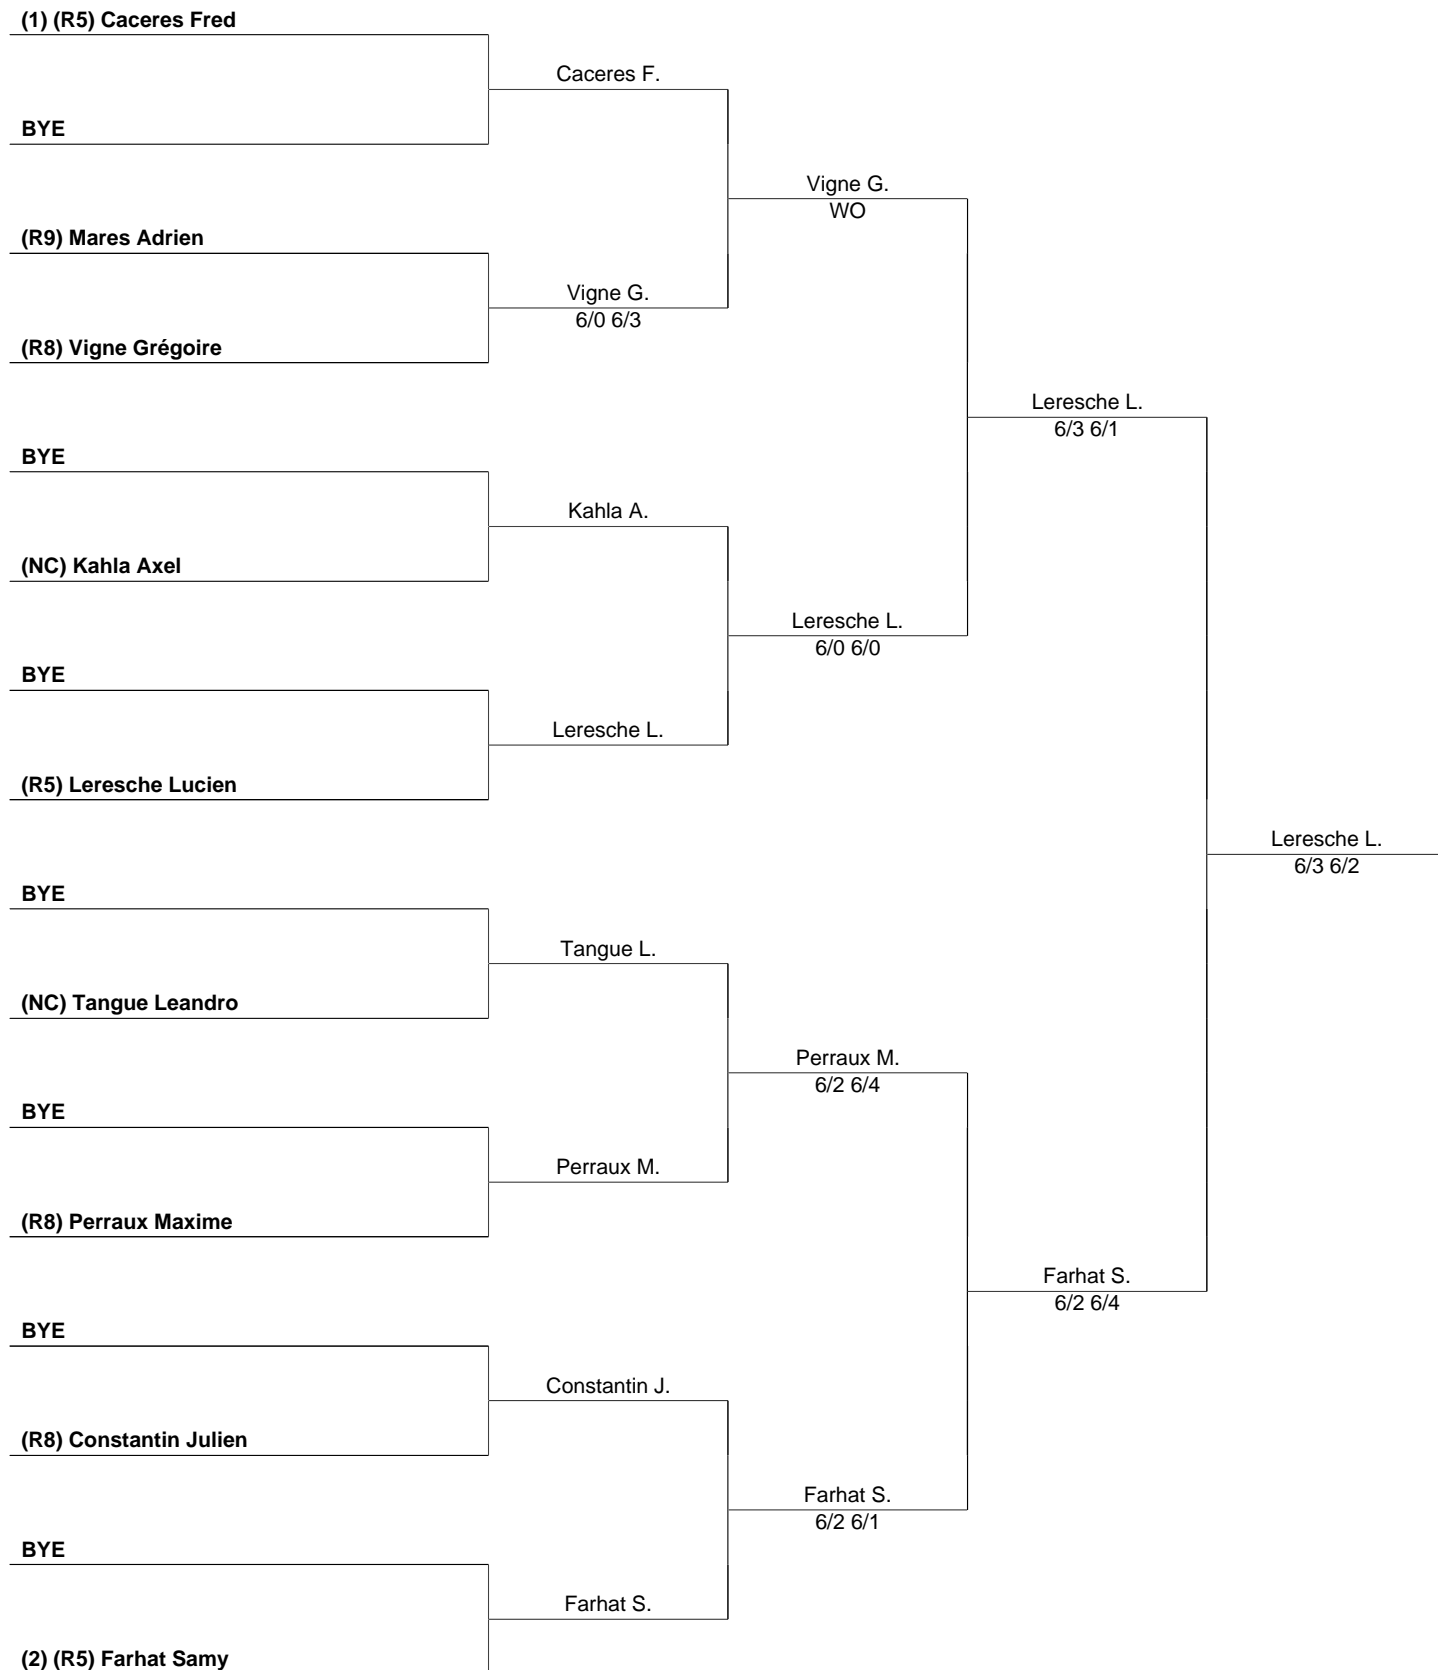 (1) (R5) Caceres Fred
Caceres F.
BYE
Vigne G.
WO
(R9) Mares Adrien
Vigne G.
6/0 6/3
(R8) Vigne Grégoire
Leresche L.
6/3 6/1
BYE
Kahla A.
(NC) Kahla Axel
Leresche L.
6/0 6/0
BYE
Leresche L.
(R5) Leresche Lucien
Leresche L.
6/3 6/2
BYE
Tangue L.
(NC) Tangue Leandro
Perraux M.
6/2 6/4
BYE
Perraux M.
(R8) Perraux Maxime
Farhat S.
6/2 6/4
BYE
Constantin J.
(R8) Constantin Julien
Farhat S.
6/2 6/1
BYE
Farhat S.
(2) (R5) Farhat Samy